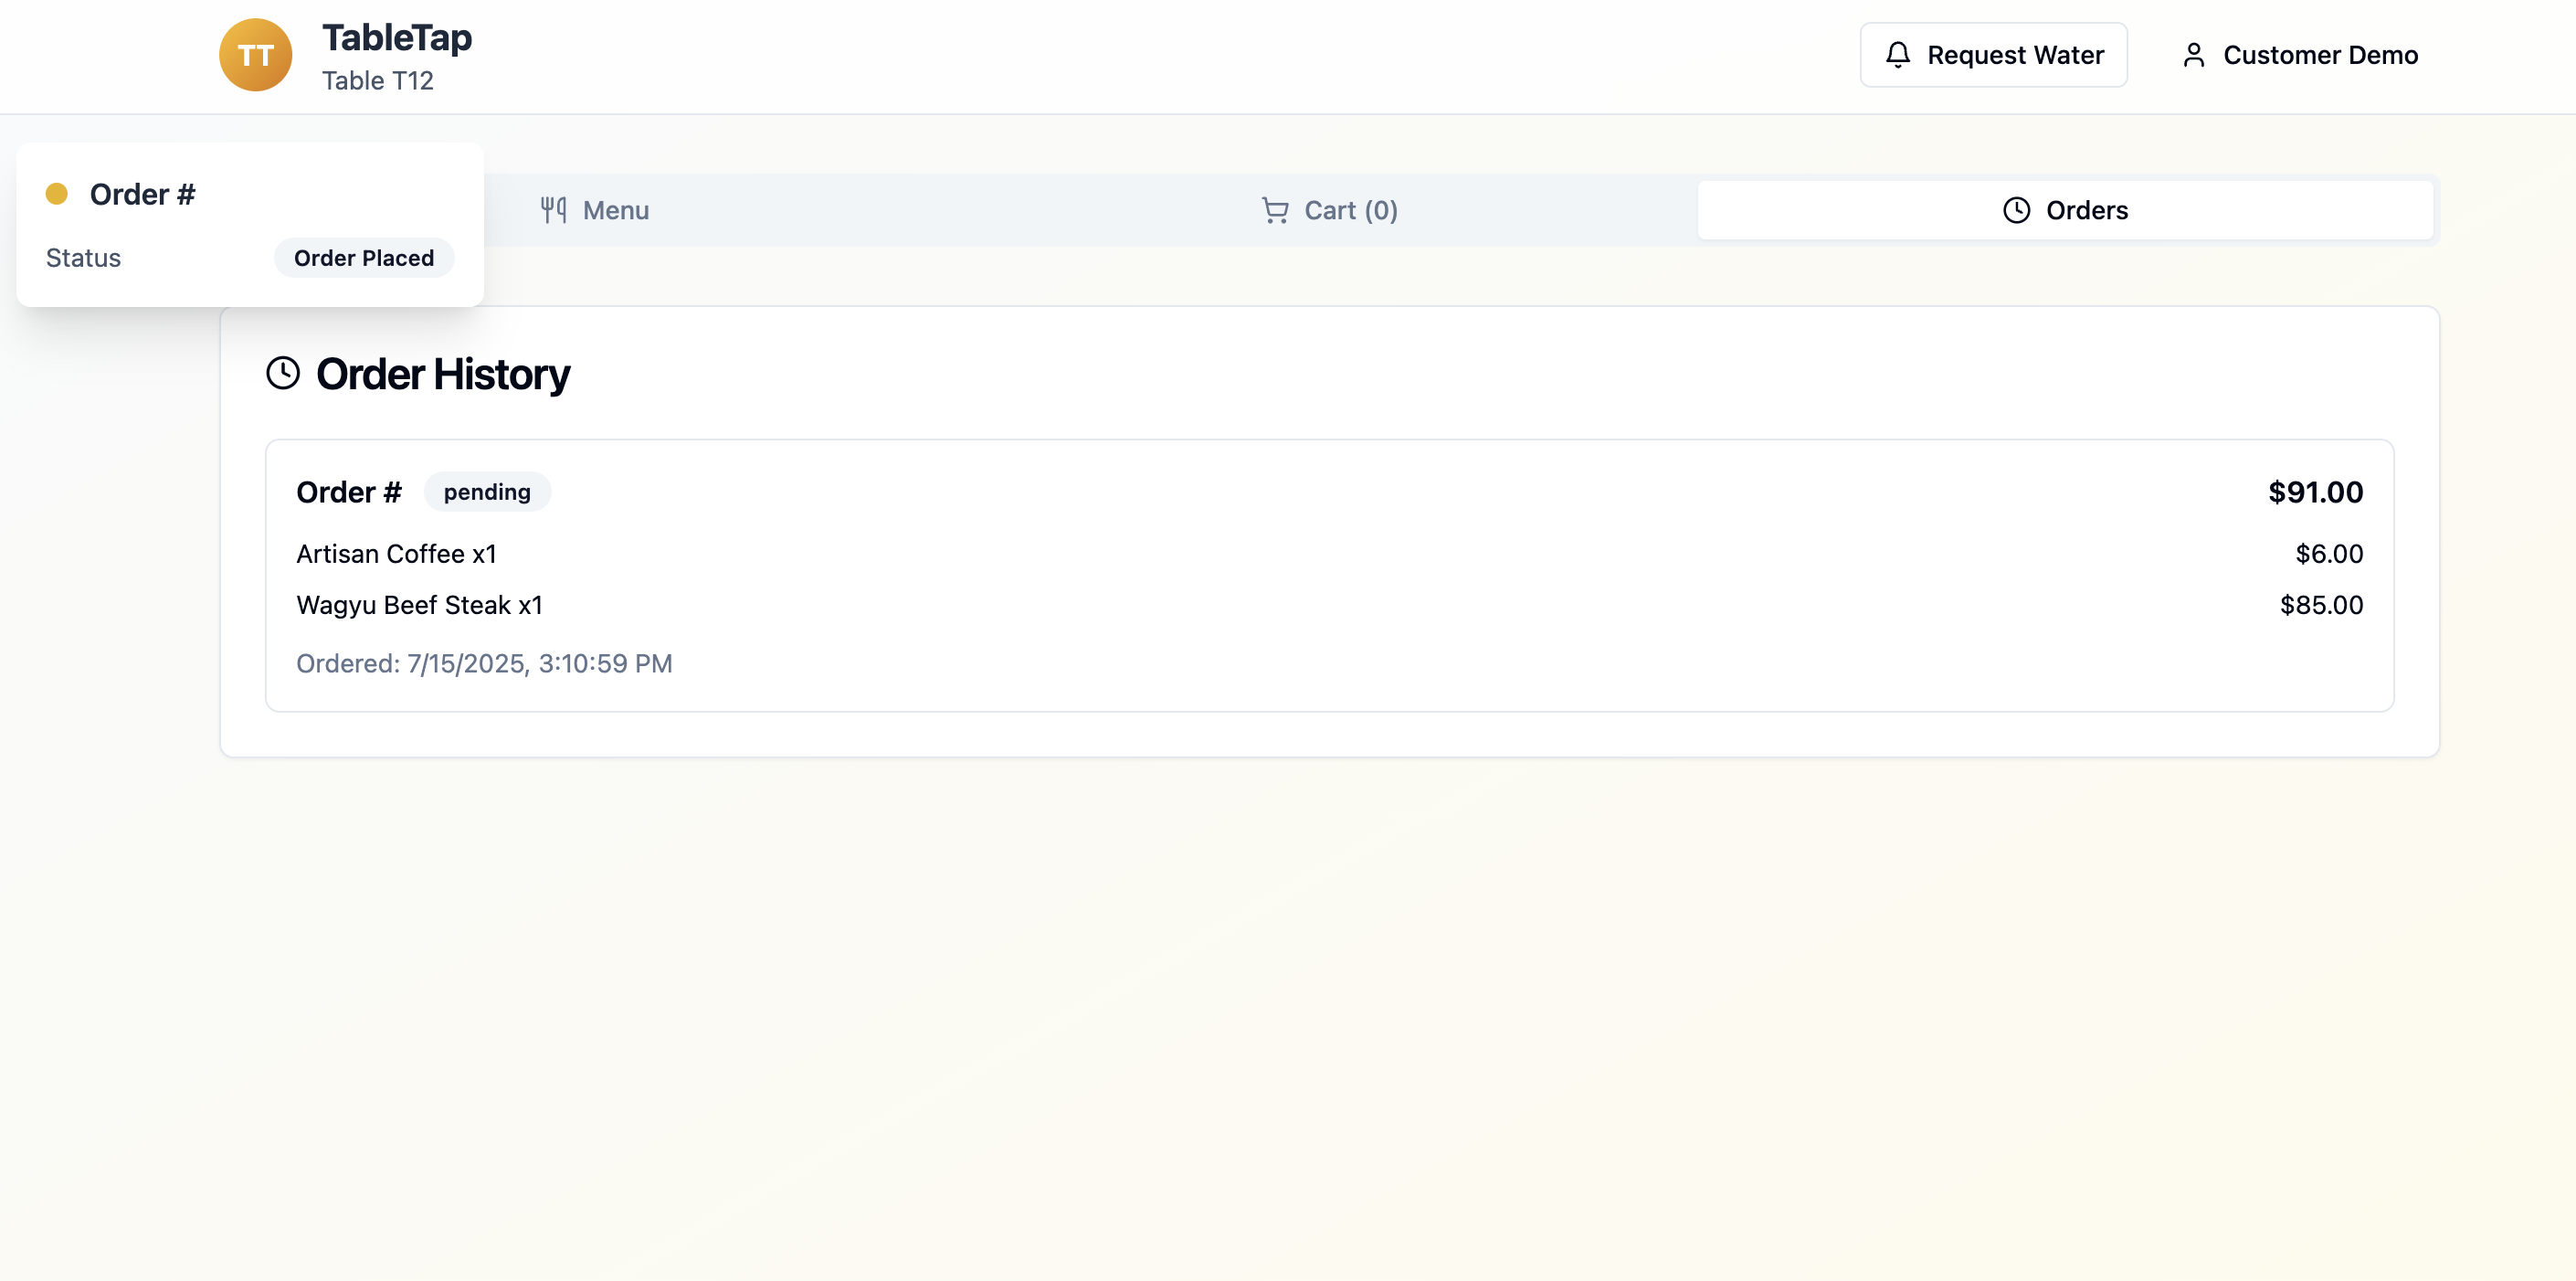 TT
TableTap
Table T12
Request Water
Customer Demo
Order #
Status
Order Placed
Menu
Cart (0)
Orders
Order History
Order #
pending
$91.00
Artisan Coffee x1
$6.00
Wagyu Beef Steak x1
$85.00
Ordered: 7/15/2025, 3:10:59 PM